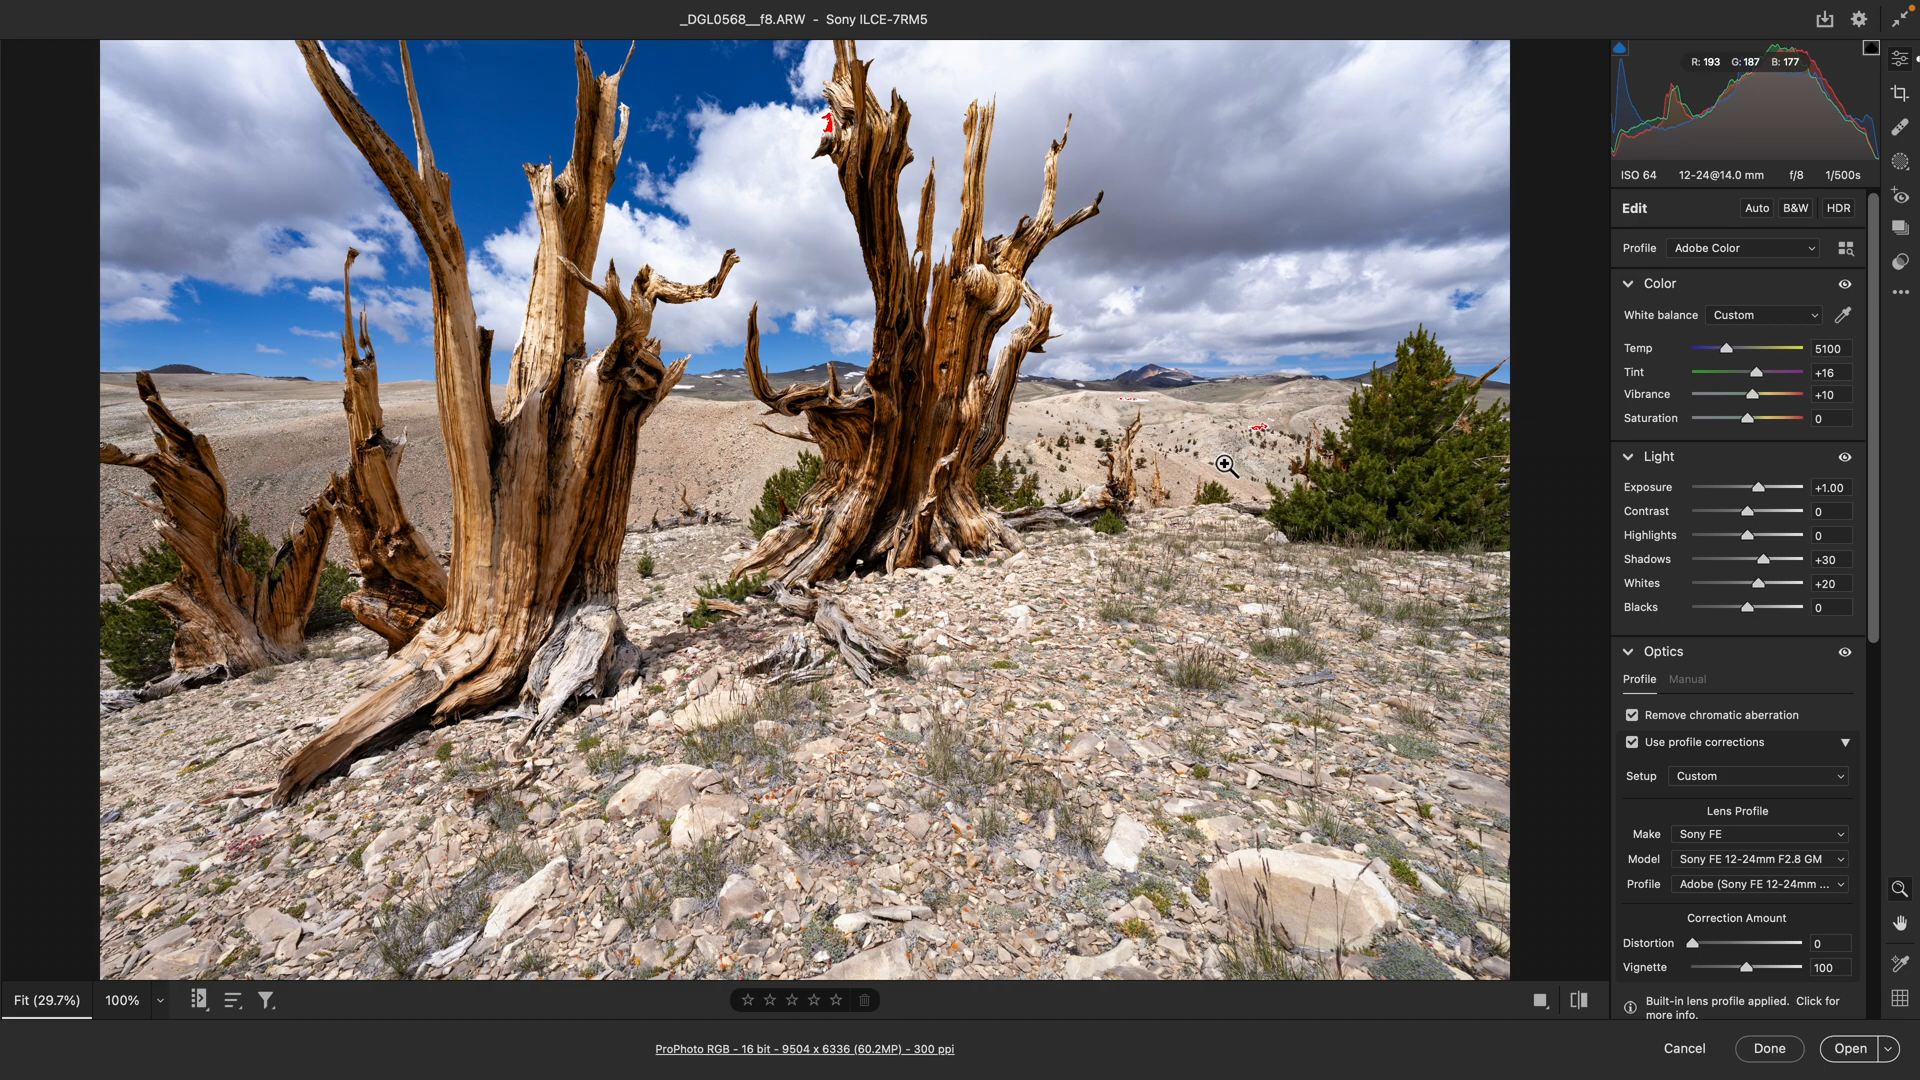 _DGL0568__f8.ARW - Sony ILCE-7RM5
R: 193 G: 187 B: 177
ISO 64 12-24@14.0 mm f/8 1/500s
Edit Auto B&W HDR
Profile Adobe Color
Color
White balance Custom
Temp 5100
Tint +16
Vibrance +10
Saturation 0
Light
Exposure +1.00
Contrast 0
Highlights 0
Shadows +30
Whites +20
Blacks 0
Optics
Profile Manual
Remove chromatic aberration
Use profile corrections
Setup Custom
Lens Profile
Make Sony FE
Model Sony FE 12-24mm F2.8 GM
Profile Adobe (Sony FE 12-24mm ...
Correction Amount
Distortion 0
Vignette 100
Built-in lens profile applied. Click for
more info.
Fit (29.7%) 100%
ProPhoto RGB - 16 bit - 9504 x 6336 (60.2MP) - 300 ppi
Cancel Done Open